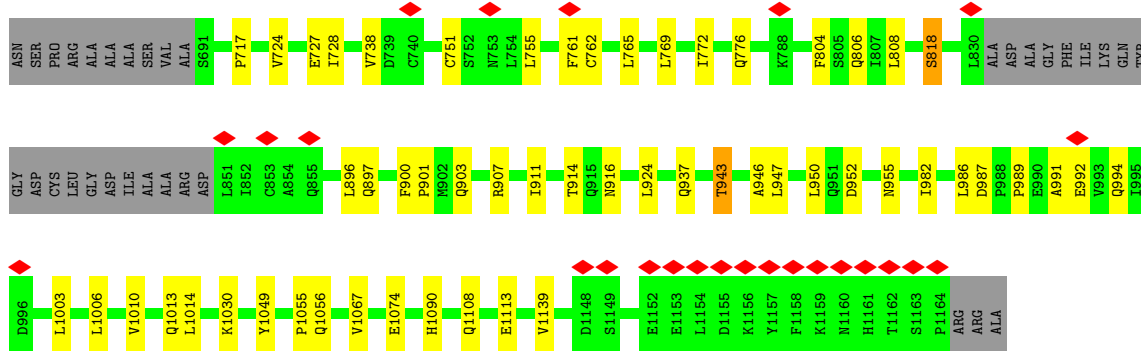 ASN SER PRO ARG ALA ALA ALA SER VAL ALA S691 P717 V724 E727 I728 V738 D739 C740 C751 S752 N753 L754 L755 F761 C762 L765 L769 I772 Q776 K788 F804 S805 Q806 I807 L808 S818 L830 ALA ASP ALA GLY PHE ILE LYS GLN TYR
GLY ASP CYS LEU GLY ASP ILE ALA ALA ARG ASP L851 I852 C853 A854 Q855 L896 Q897 F900 P901 M902 Q903 R907 I911 T914 Q915 N916 L924 Q937 T943 A946 L947 L950 Q951 D952 N955 I982 L986 D987 P988 P989 E990 A991 E992 V993 Q994 I995
D996 L1003 L1006 V1010 Q1013 L1014 K1030 Y1049 P1055 Q1056 V1067 E1074 H1090 Q1108 E1113 V1139 D1148 S1149 E1152 E1153 L1154 D1155 K1156 Y1157 F1158 K1159 N1160 H1161 T1162 S1163 P1164 ARG ARG ALA